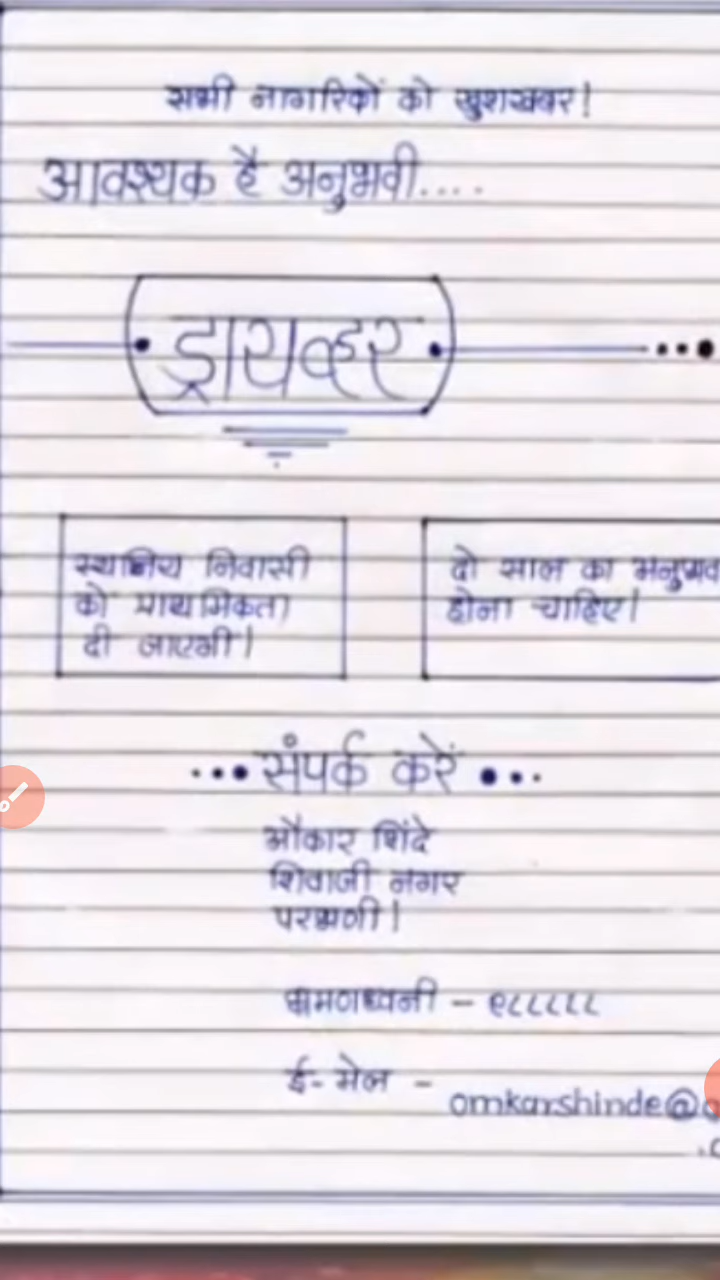 सभी नागरिकों को खुशखबर!
आवश्यक है अनुभवी....
ड्रायव्हर
स्थानिय निवासी
को प्राथमिकता
दी जाएगी।
दो साल का अनुभव
होना चाहिए।
संपर्क करें
ओंकार शिंदे
शिवाजी नगर
परभणी।
भ्रमणध्वनी - ९८८८८८
ई-मेल -
omkarshinde@